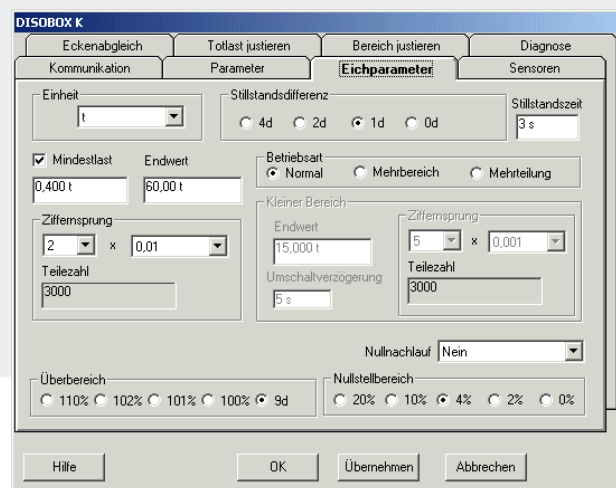 DISOBOX K
Eckenabgleich Totlast justieren Bereich justieren Diagnose
Kommunikation Parameter Eichparameter Sensoren
Einheit
t
Stillstandsdifferenz
4d 2d 1d 0d
Stillstandszeit
3 s
Mindestlast Endwert
0,400 t 60,00 t
Betriebsart
Normal Mehrbereich Mehrteilung
Ziffernsprung
2 x 0,01
Teilezahl
3000
Kleiner Bereich
Endwert
15,000 t
Umschaltverzögerung
5 s
Ziffernsprung
5 x 0,001
Teilezahl
3000
Nullnachlauf Nein
Überbereich
110% 102% 101% 100% 9d
Nullstellbereich
20% 10% 4% 2% 0%
Hilfe OK Übernehmen Abbrechen